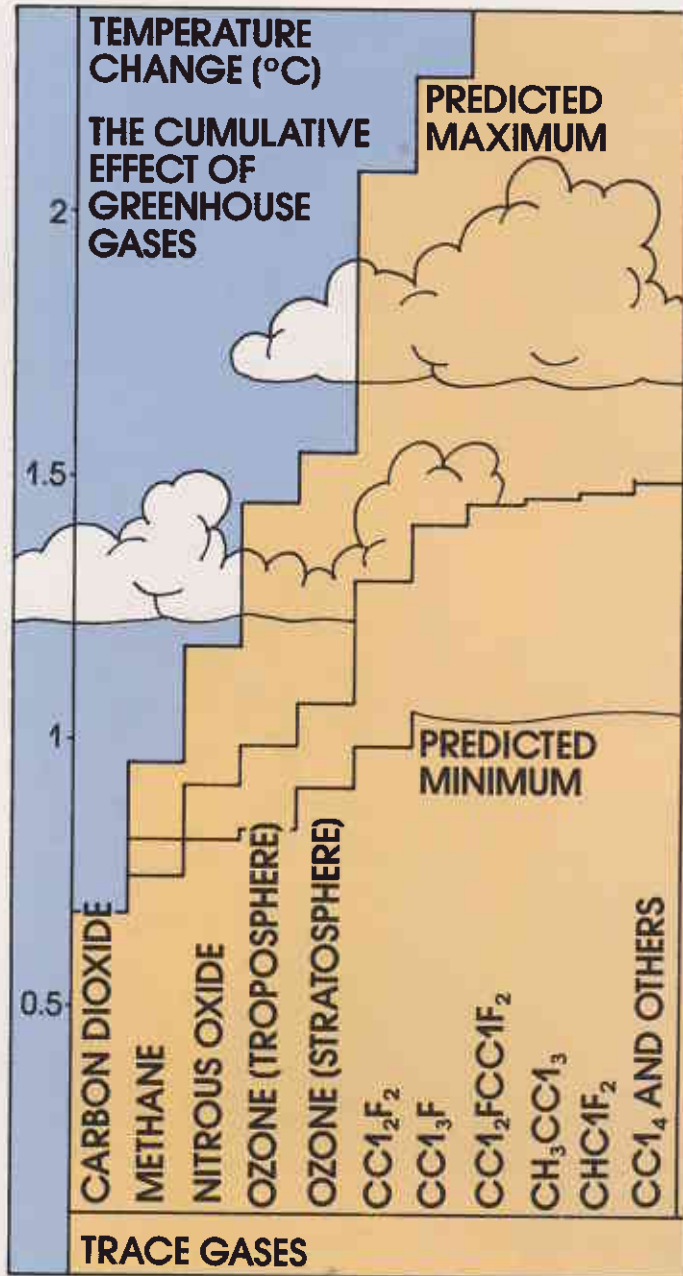 TEMPERATURE
CHANGE (°C)
THE CUMULATIVE
EFFECT OF
GREENHOUSE
GASES
PREDICTED
MAXIMUM
2
1.5
1
0.5
PREDICTED
MINIMUM
CARBON DIOXIDE
METHANE
NITROUS OXIDE
OZONE (TROPOSPHERE)
OZONE (STRATOSPHERE)
CC1₂F₂
CC1₃F
CC1₂FCC1F₂
CH₃CC1₃
CHC1F₂
CC1₄ AND OTHERS
TRACE GASES